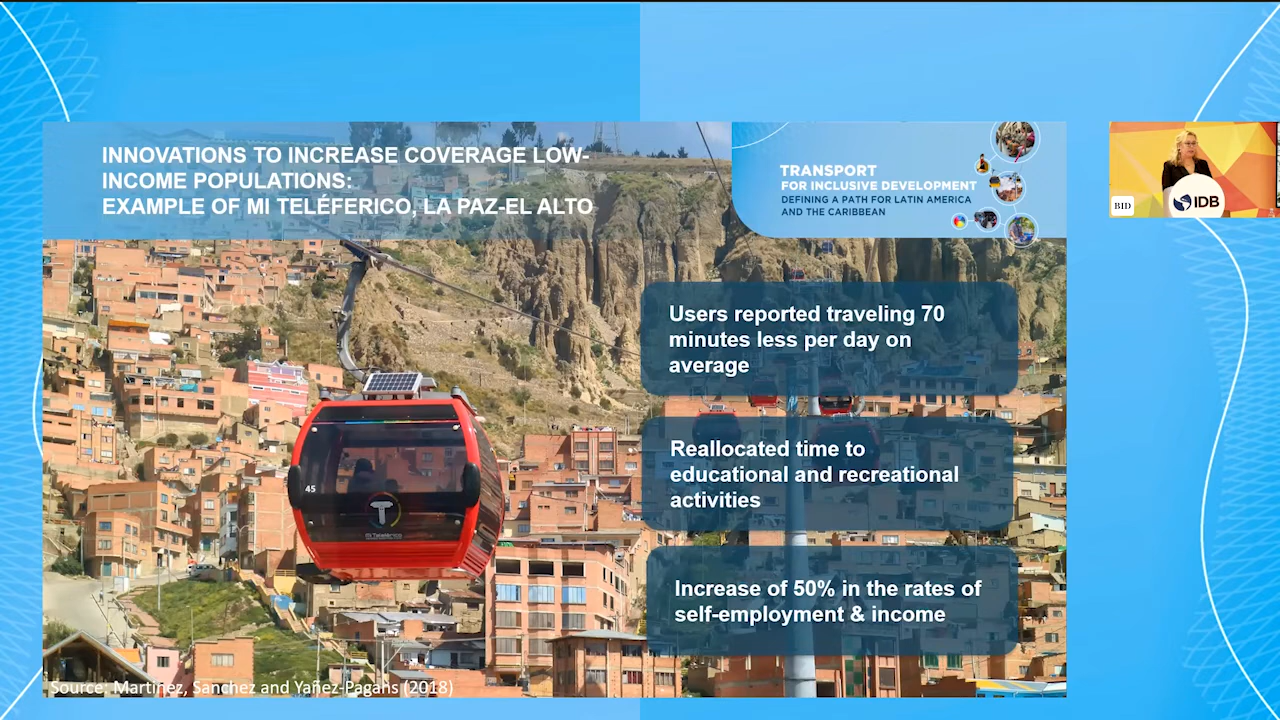 INNOVATIONS TO INCREASE COVERAGE LOW-
INCOME POPULATIONS:
EXAMPLE OF MI TELÉFERICO, LA PAZ-EL ALTO
TRANSPORT
FOR INCLUSIVE DEVELOPMENT
DEFINING A PATH FOR LATIN AMERICA
AND THE CARIBBEAN
BID
IDB
Users reported traveling 70
minutes less per day on
average
Reallocated time to
educational and recreational
activities
45
Mi Teleférico
Increase of 50% in the rates of
self-employment & income
Source: Martinez, Sanchez and Yañez-Pagans (2018)